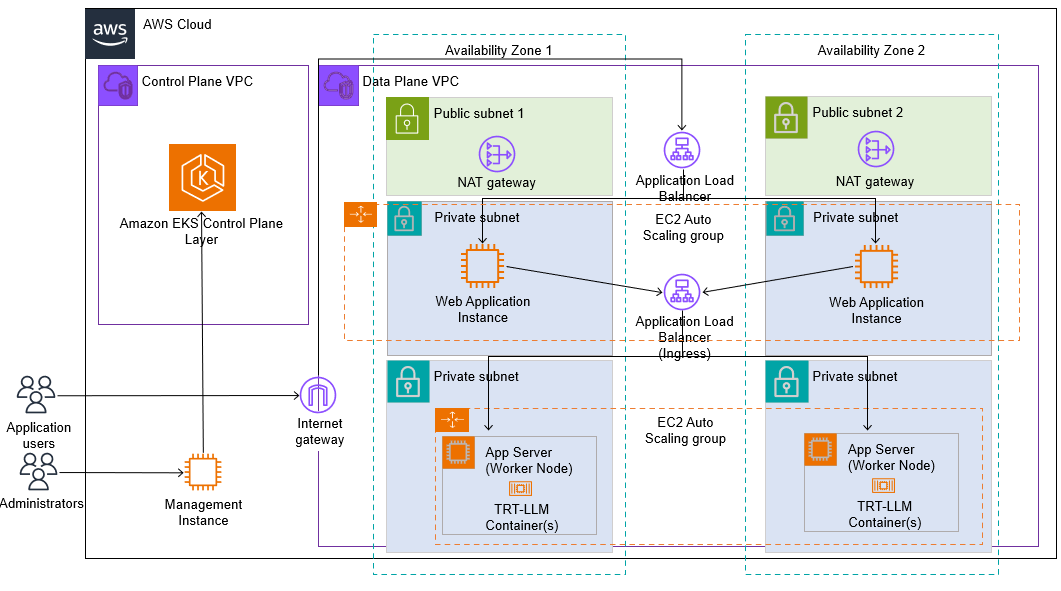 aws
AWS Cloud
Availability Zone 1
Availability Zone 2
Control Plane VPC
Data Plane VPC
Public subnet 1
Public subnet 2
NAT gateway
Application Load
Balancer
NAT gateway
K
Amazon EKS Control Plane
Layer
Private subnet
EC2 Auto
Scaling group
Private subnet
Web Application
Instance
Application Load
Balancer
(Ingress)
Web Application
Instance
Private subnet
Private subnet
Application
users
Internet
gateway
EC2 Auto
Scaling group
App Server
(Worker Node)
TRT-LLM
Container(s)
App Server
(Worker Node)
TRT-LLM
Container(s)
Administrators
Management
Instance